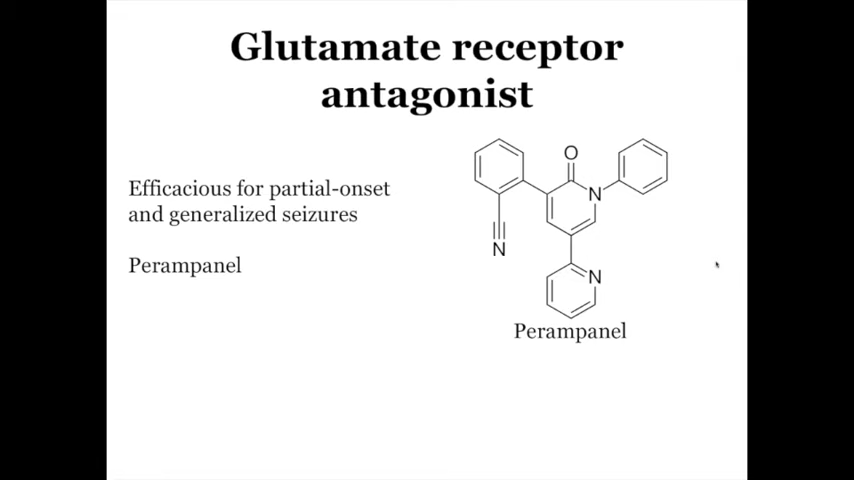 Glutamate receptor
antagonist
Efficacious for partial-onset
and generalized seizures
Perampanel
O
N
N
N
Perampanel